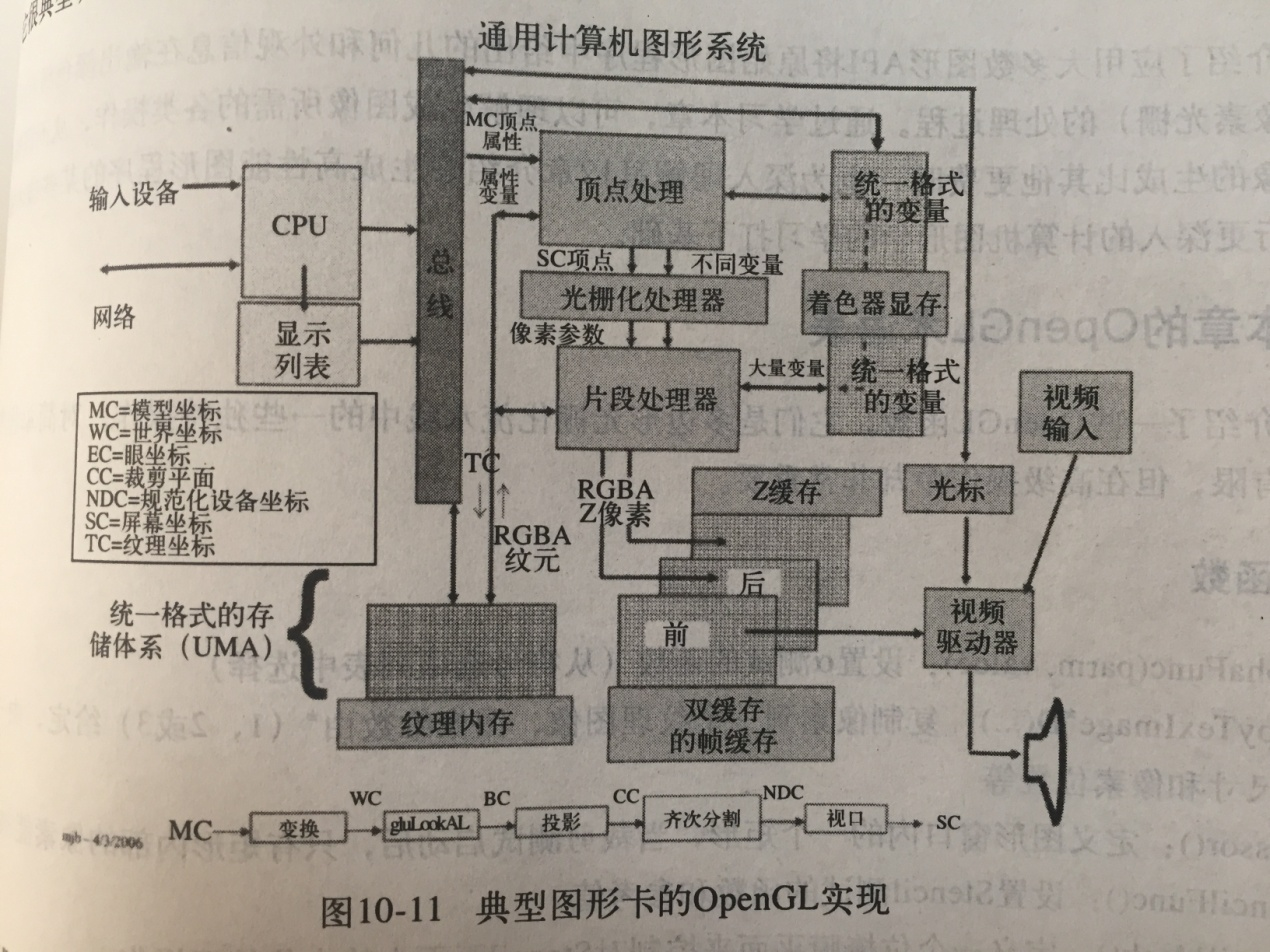 通用计算机图形系统
MC顶点
属性
属性
变量
输入设备
CPU
网络
显示
列表
总
线
顶点处理
统一格式
的变量
SC项点
不同变量
光栅化处理器
着色器显存
像素参数
片段处理器
大量变量
统一格式
的变量
视频
输入
MC=模型坐标
WC=世界坐标
EC=眼坐标
CC=裁剪平面
NDC=规范化设备坐标
SC=屏幕坐标
TC=纹理坐标
TC
RGBA
纹元
RGBA
Z像素
Z缓存
光标
后
前
视频
驱动器
统一格式的存
储体系（UMA）
纹理内存
双缓存
的帧缓存
MC
变换
WC
gluLookAL
BC
投影
CC
齐次分割
NDC
视口
SC
mjb - 4/3/2006
图10-11 典型图形卡的OpenGL实现